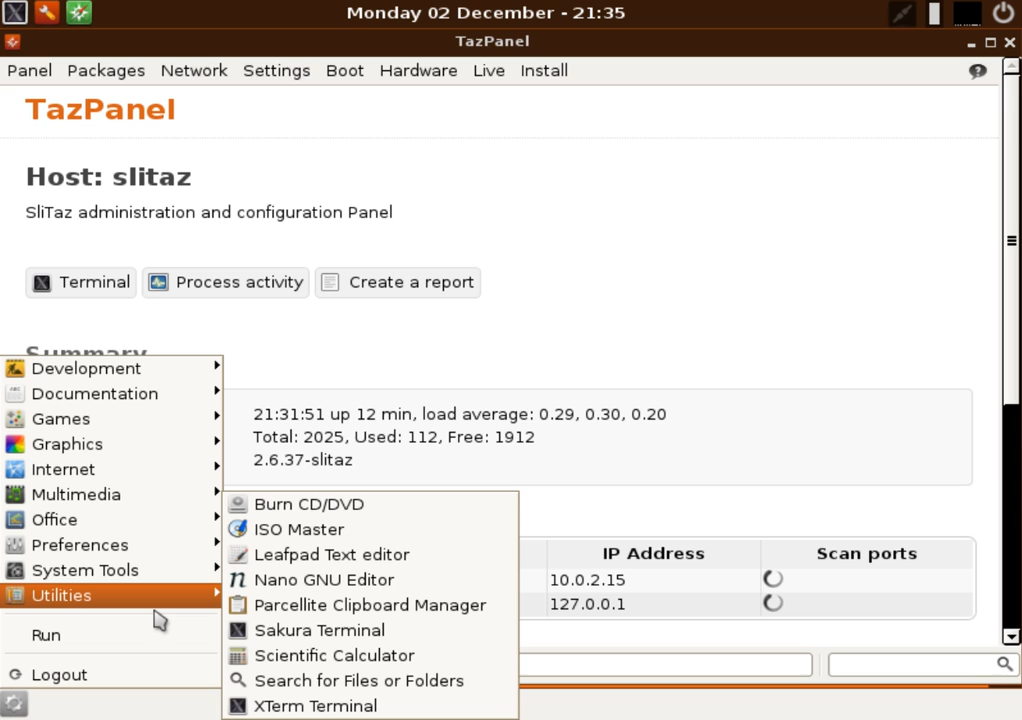 Monday 02 December - 21:35
TazPanel
Panel Packages Network Settings Boot Hardware Live Install
TazPanel
Host: slitaz
SliTaz administration and configuration Panel
Terminal Process activity Create a report
Summary
21:31:51 up 12 min, load average: 0.29, 0.30, 0.20
Total: 2025, Used: 112, Free: 1912
2.6.37-slitaz
IP Address Scan ports
10.0.2.15
127.0.0.1
Development
Documentation
Games
Graphics
Internet
Multimedia
Office
Preferences
System Tools
Utilities
Run
Logout
Burn CD/DVD
ISO Master
Leafpad Text editor
Nano GNU Editor
Parcellite Clipboard Manager
Sakura Terminal
Scientific Calculator
Search for Files or Folders
XTerm Terminal